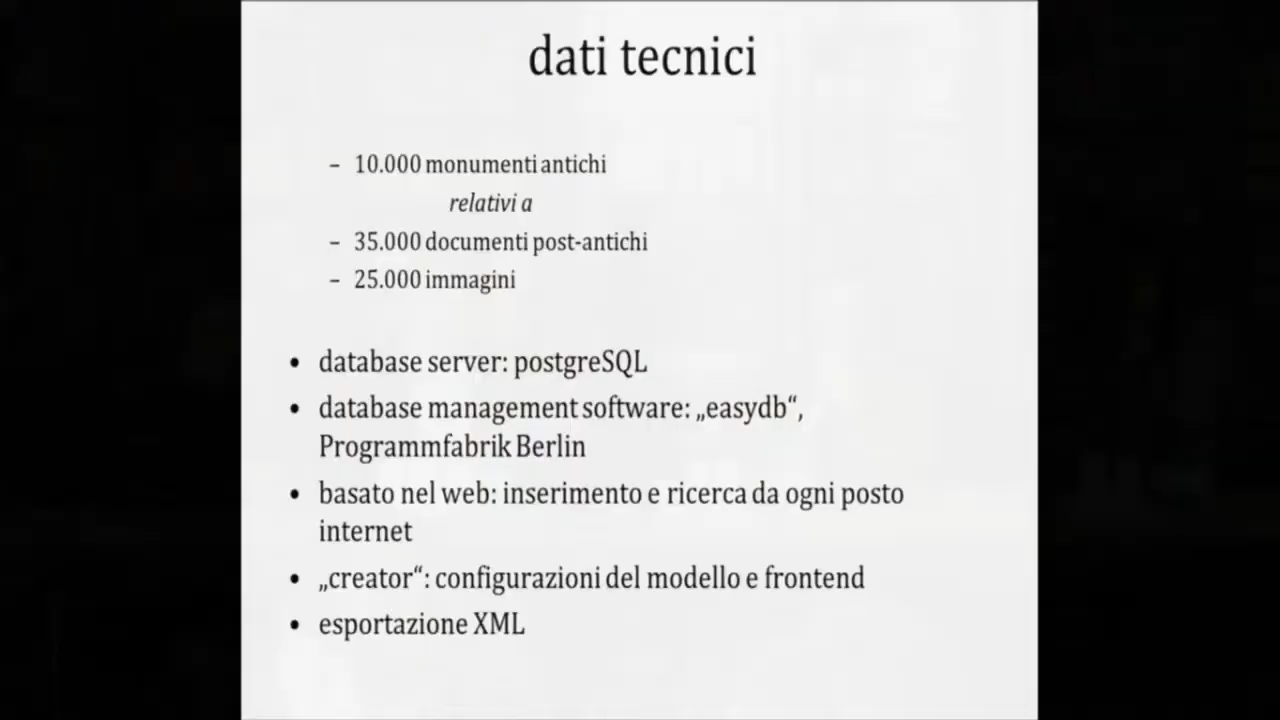 dati tecnici
– 10.000 monumenti antichi
relativi a
– 35.000 documenti post-antichi
– 25.000 immagini
• database server: postgreSQL
• database management software: „easydb“,
Programmfabrik Berlin
• basato nel web: inserimento e ricerca da ogni posto
internet
• „creator“: configurazioni del modello e frontend
• esportazione XML